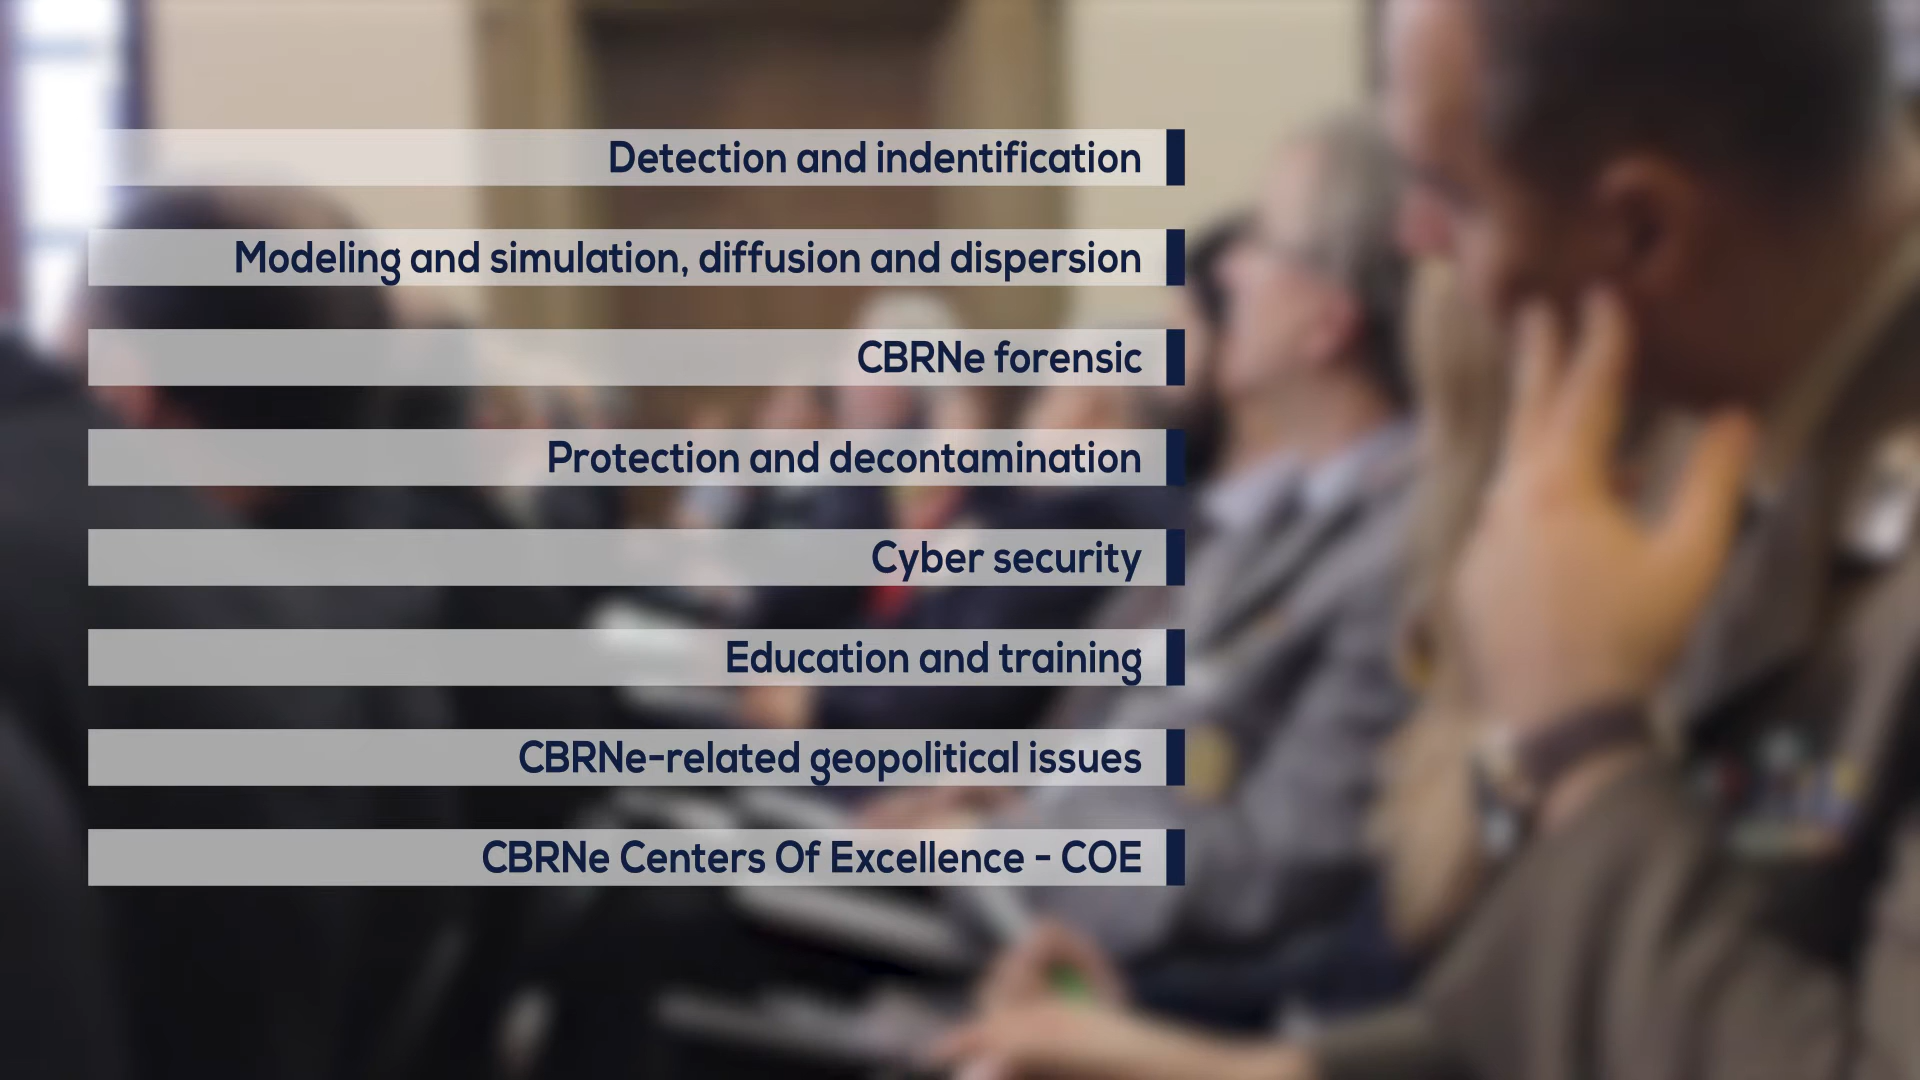 Detection and indentification
Modeling and simulation, diffusion and dispersion
CBRNe forensic
Protection and decontamination
Cyber security
Education and training
CBRNe-related geopolitical issues
CBRNe Centers Of Excellence - COE